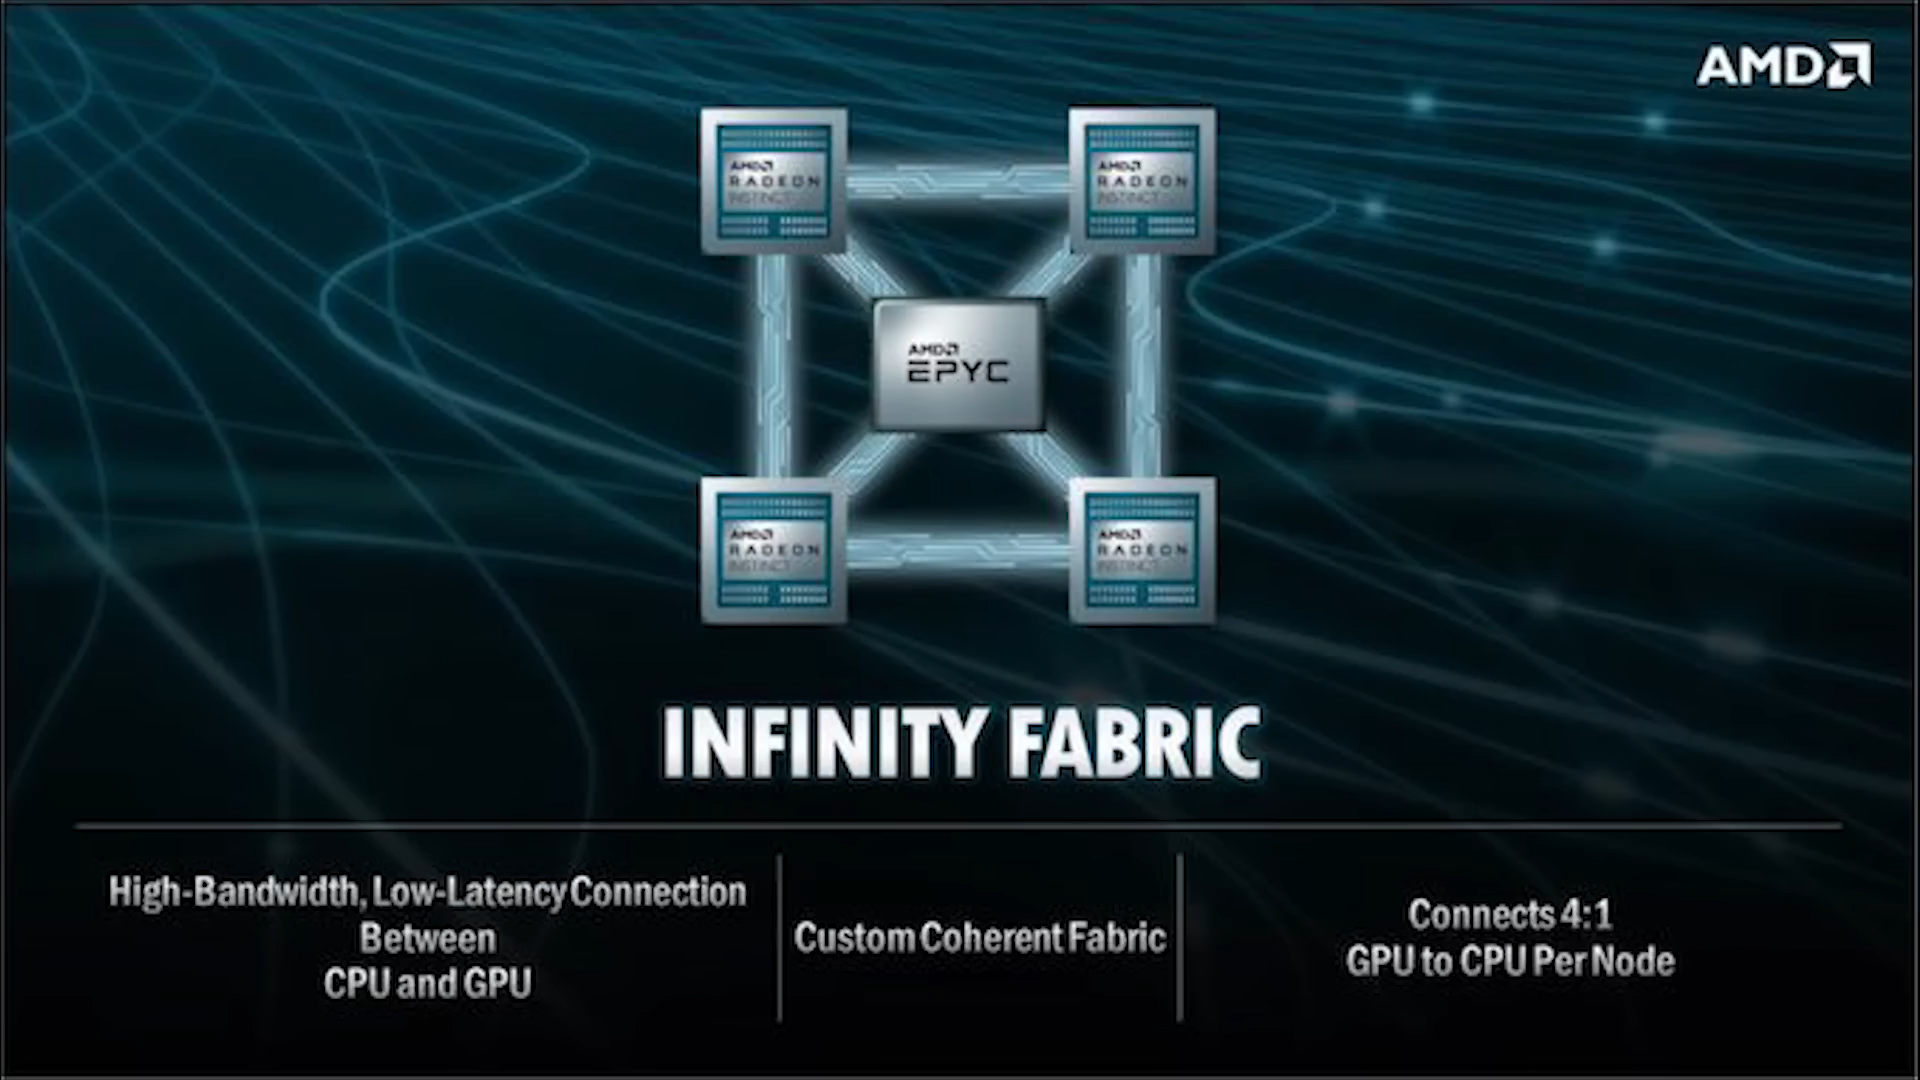 AMD
AMD
RADEON
INSTINCT
AMD
RADEON
INSTINCT
AMD
EPYC
AMD
RADEON
INSTINCT
AMD
RADEON
INSTINCT
INFINITY FABRIC
High-Bandwidth, Low-Latency Connection
Between
CPU and GPU
Custom Coherent Fabric
Connects 4:1
GPU to CPU Per Node